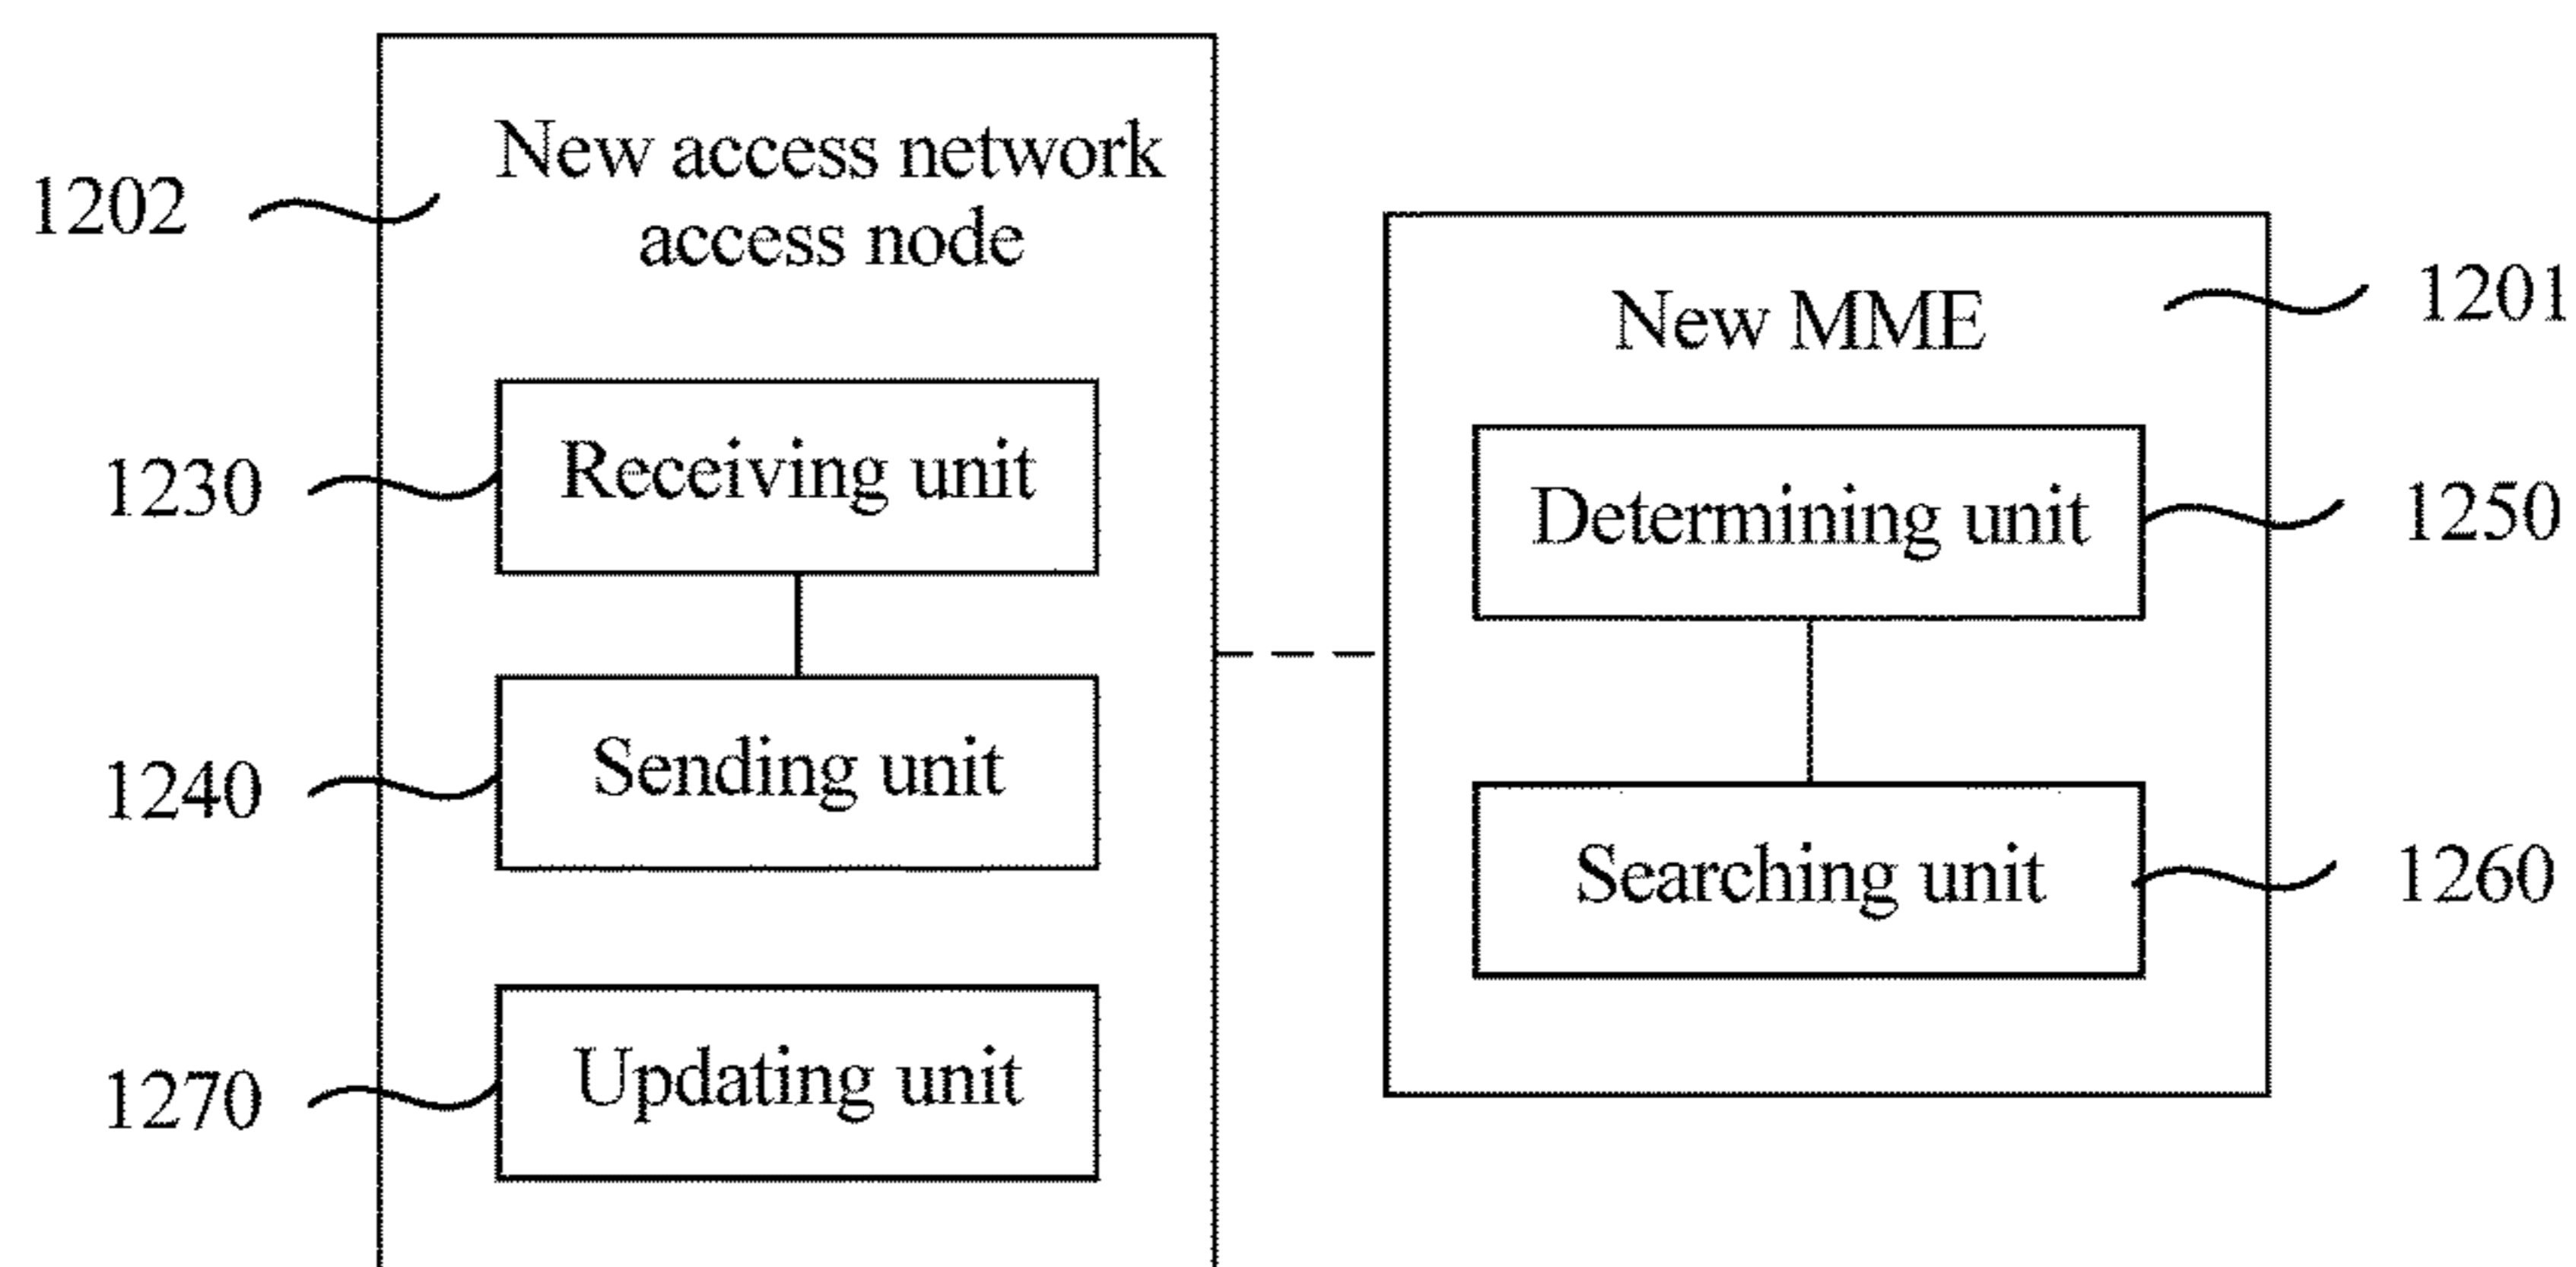 1202
New access network
access node
1230
Receiving unit
1240
Sending unit
1270
Updating unit
New MME
1201
Determining unit
1250
Searching unit
1260